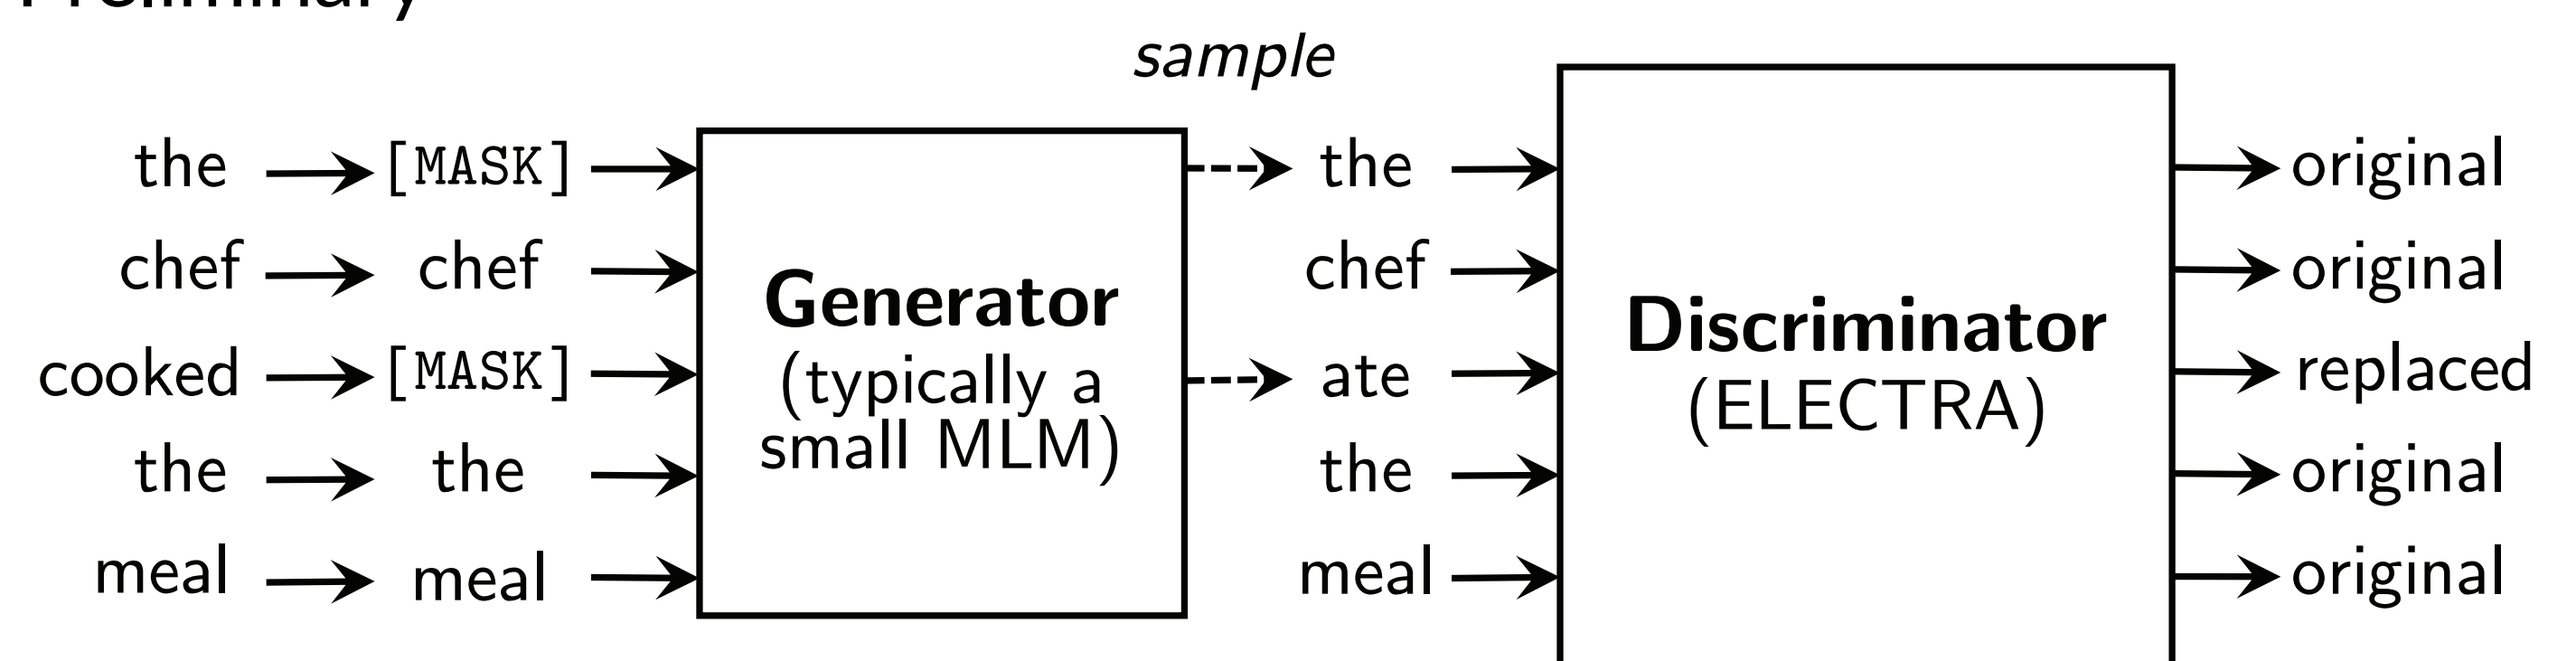 Preliminary
sample
the [MASK] the original
chef chef chef original
Generator
(typically a
small MLM)
Discriminator
(ELECTRA)
cooked [MASK] ate replaced
the the the original
meal meal meal original